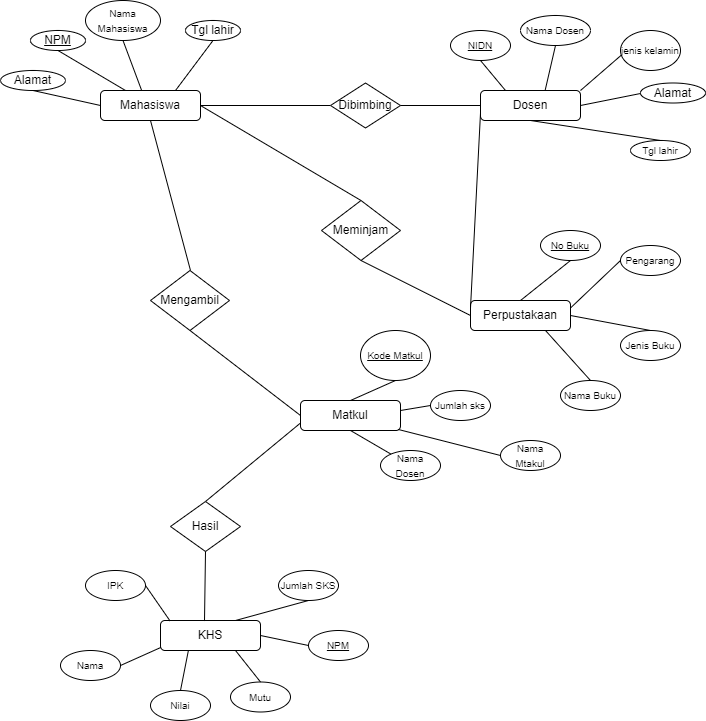 Nama
Mahasiswa
NPM
Tgl lahir
Alamat
Mahasiswa
Dibimbing
NIDN
Nama Dosen
jenis kelamin
Alamat
Dosen
Tgl lahir
Meminjam
No Buku
Pengarang
Perpustakaan
Jenis Buku
Nama Buku
Mengambil
Kode Matkul
Jumlah sks
Matkul
Nama
Mtakul
Nama
Dosen
Hasil
IPK
Jumlah SKS
KHS
NPM
Nama
Nilai
Mutu